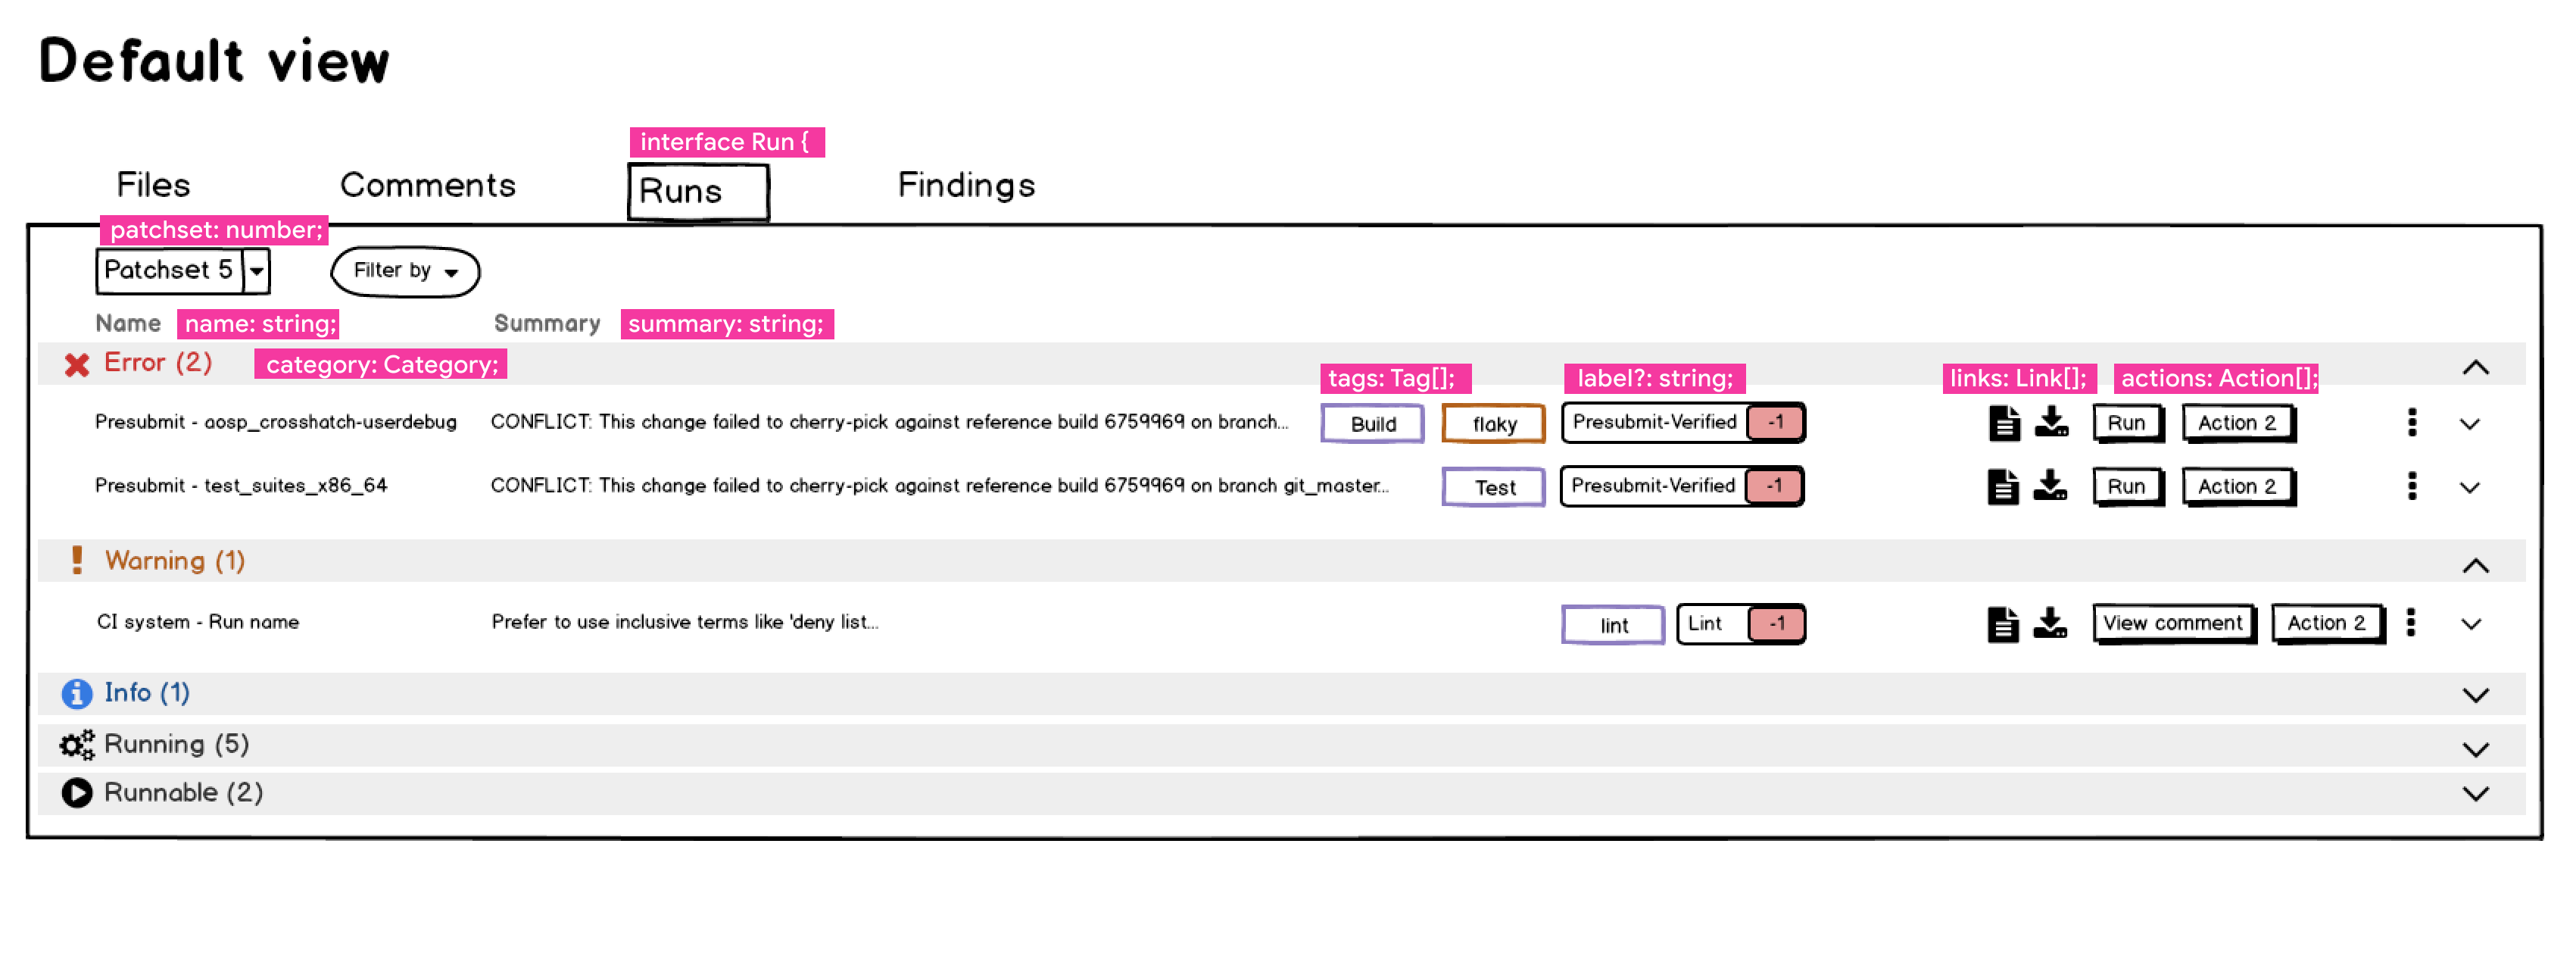 Default view
interface Run {
Files Comments Runs Findings
patchset: number;
Patchset 5 Filter by
Name name: string; Summary summary: string;
Error (2) category: Category; tags: Tag[]; label?: string; links: Link[]; actions: Action[];
Presubmit - aosp_crosshatch-userdebug CONFLICT: This change failed to cherry-pick against reference build 6759969 on branch... Build flaky Presubmit-Verified -1 Run Action 2
Presubmit - test_suites_x86_64 CONFLICT: This change failed to cherry-pick against reference build 6759969 on branch git_master... Test Presubmit-Verified -1 Run Action 2
Warning (1)
CI system - Run name Prefer to use inclusive terms like 'deny list... lint Lint -1 View comment Action 2
Info (1)
Running (5)
Runnable (2)